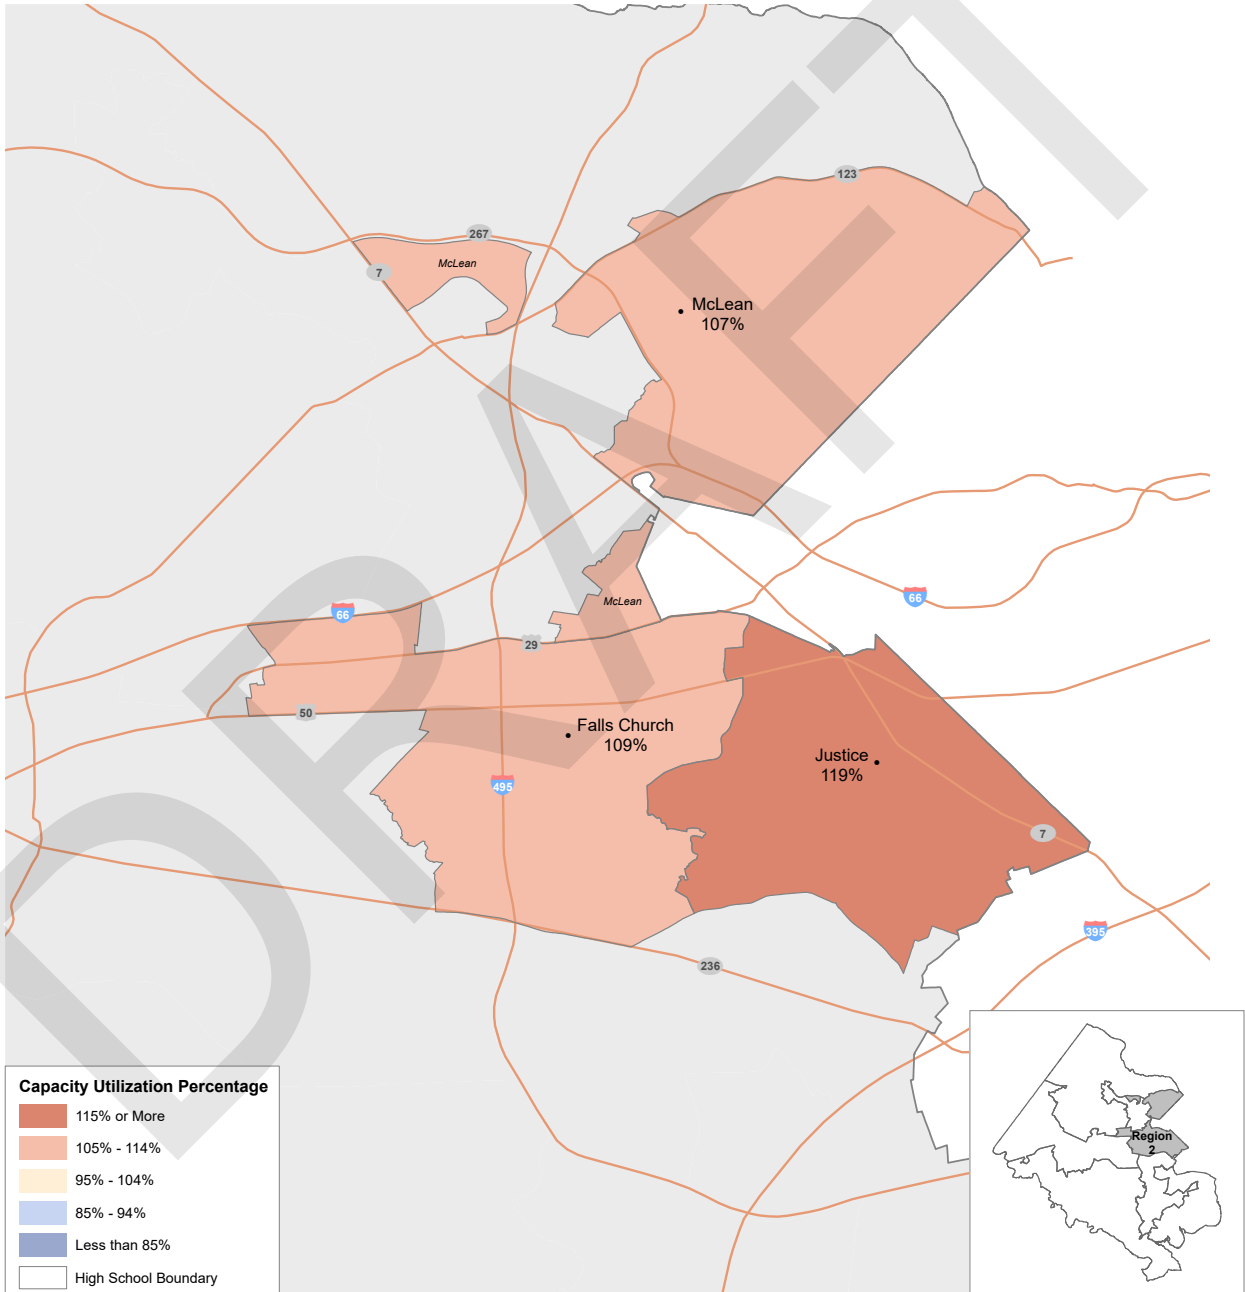 123
267
McLean
7
McLean
107%
66
McLean
66
29
50
Falls Church
109%
Justice
119%
495
7
395
236
DRAFT
Capacity Utilization Percentage
115% or More
105% - 114%
95% - 104%
85% - 94%
Less than 85%
High School Boundary
Region
2